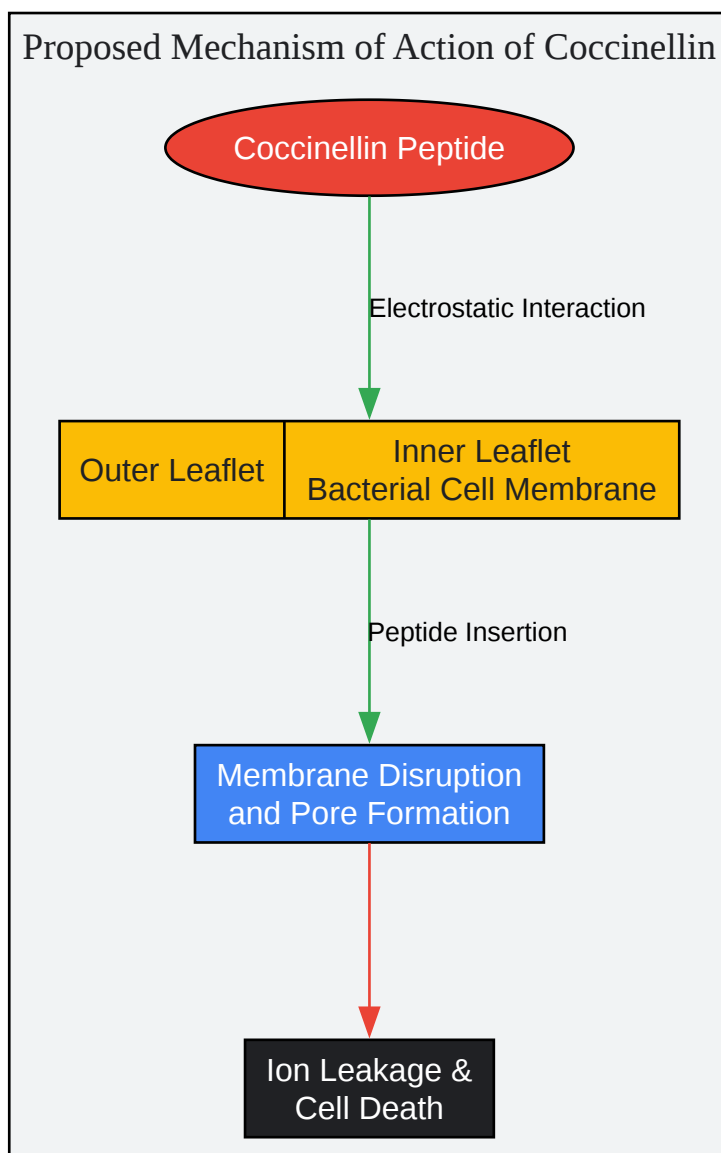 Proposed Mechanism of Action of Coccinellin
Coccinellin Peptide
Electrostatic Interaction
Outer Leaflet
Inner Leaflet
Bacterial Cell Membrane
Peptide Insertion
Membrane Disruption
and Pore Formation
Ion Leakage &
Cell Death